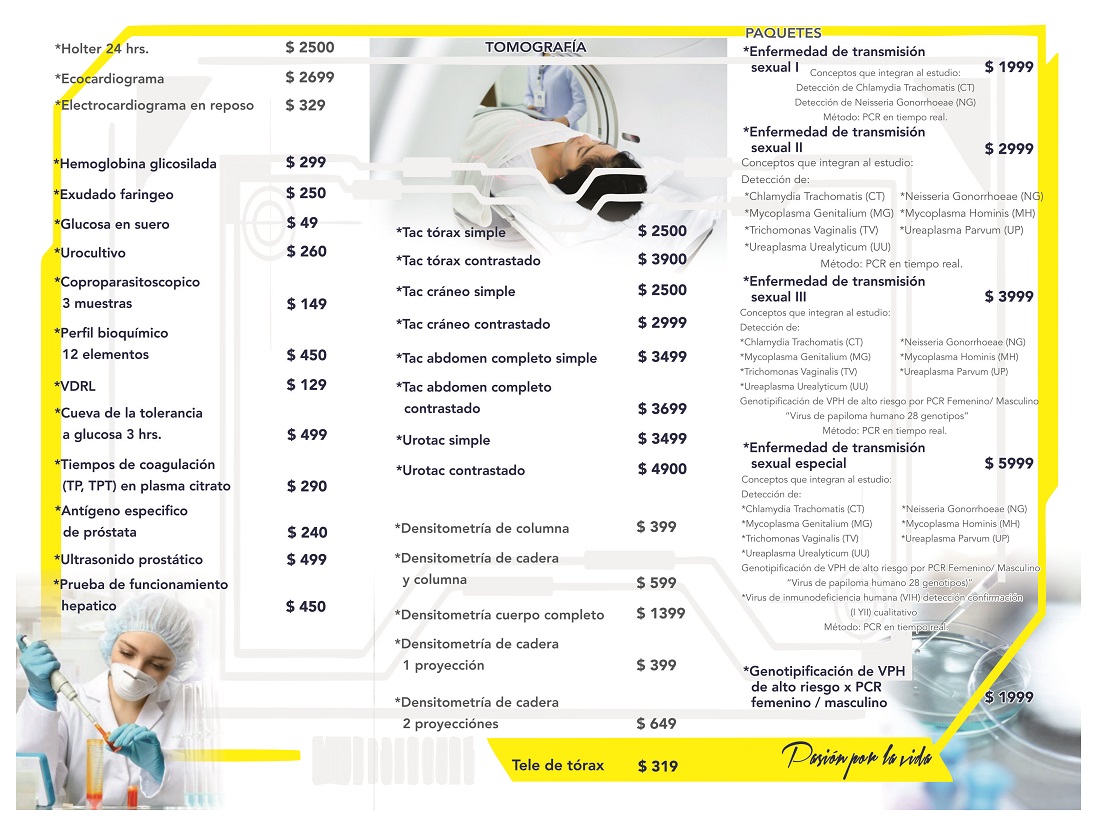 *Holter 24 hrs. $ 2500
*Ecocardiograma $ 2699
*Electrocardiograma en reposo $ 329
*Hemoglobina glicosilada $ 299
*Exudado faringeo $ 250
*Glucosa en suero $ 49
*Urocultivo $ 260
*Coproparasitoscopico
3 muestras $ 149
*Perfil bioquímico
12 elementos $ 450
*VDRL $ 129
*Cueva de la tolerancia
a glucosa 3 hrs. $ 499
*Tiempos de coagulación
(TP, TPT) en plasma citrato $ 290
*Antígeno especifico
de próstata $ 240
*Ultrasonido prostático $ 499
*Prueba de funcionamiento
hepatico $ 450
TOMOGRAFÍA
*Tac tórax simple $ 2500
*Tac tórax contrastado $ 3900
*Tac cráneo simple $ 2500
*Tac cráneo contrastado $ 2999
*Tac abdomen completo simple $ 3499
*Tac abdomen completo
contrastado $ 3699
*Urotac simple $ 3499
*Urotac contrastado $ 4900
*Densitometría de columna $ 399
*Densitometría de cadera
y columna $ 599
*Densitometría cuerpo completo $ 1399
*Densitometría de cadera
1 proyección $ 399
*Densitometría de cadera
2 proyecciónes $ 649
Tele de tórax $ 319
PAQUETES
*Enfermedad de transmisión
sexual I $ 1999
Conceptos que integran al estudio:
Detección de Chlamydia Trachomatis (CT)
Detección de Neisseria Gonorrhoeae (NG)
Método: PCR en tiempo real.
*Enfermedad de transmisión
sexual II $ 2999
Conceptos que integran al estudio:
Detección de:
*Chlamydia Trachomatis (CT) *Neisseria Gonorrhoeae (NG)
*Mycoplasma Genitalium (MG) *Mycoplasma Hominis (MH)
*Trichomonas Vaginalis (TV) *Ureaplasma Parvum (UP)
*Ureaplasma Urealyticum (UU)
Método: PCR en tiempo real.
*Enfermedad de transmisión
sexual III $ 3999
Conceptos que integran al estudio:
Detección de:
*Chlamydia Trachomatis (CT) *Neisseria Gonorrhoeae (NG)
*Mycoplasma Genitalium (MG) *Mycoplasma Hominis (MH)
*Trichomonas Vaginalis (TV) *Ureaplasma Parvum (UP)
*Ureaplasma Urealyticum (UU)
Genotipificación de VPH de alto riesgo por PCR Femenino/ Masculino
"Virus de papiloma humano 28 genotipos"
Método: PCR en tiempo real.
*Enfermedad de transmisión
sexual especial $ 5999
Conceptos que integran al estudio:
Detección de:
*Chlamydia Trachomatis (CT) *Neisseria Gonorrhoeae (NG)
*Mycoplasma Genitalium (MG) *Mycoplasma Hominis (MH)
*Trichomonas Vaginalis (TV) *Ureaplasma Parvum (UP)
*Ureaplasma Urealyticum (UU)
Genotipificación de VPH de alto riesgo por PCR Femenino/ Masculino
"Virus de papiloma humano 28 genotipos)"
*Virus de inmunodeficiencia humana (VIH) detección confirmación
(I YII) cualitativo
Método: PCR en tiempo real.
*Genotipificación de VPH
de alto riesgo x PCR
femenino / masculino $ 1999
Pasión por la vida